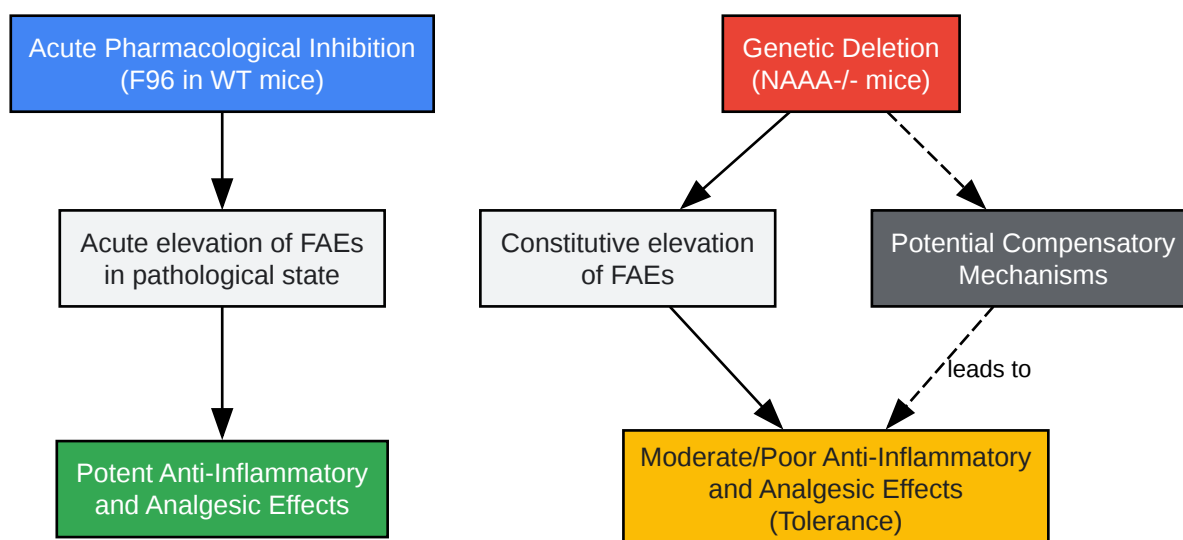 Acute Pharmacological Inhibition
(F96 in WT mice)
Genetic Deletion
(NAAA-/- mice)
Acute elevation of FAEs
in pathological state
Constitutive elevation
of FAEs
Potential Compensatory
Mechanisms
leads to
Potent Anti-Inflammatory
and Analgesic Effects
Moderate/Poor Anti-Inflammatory
and Analgesic Effects
(Tolerance)